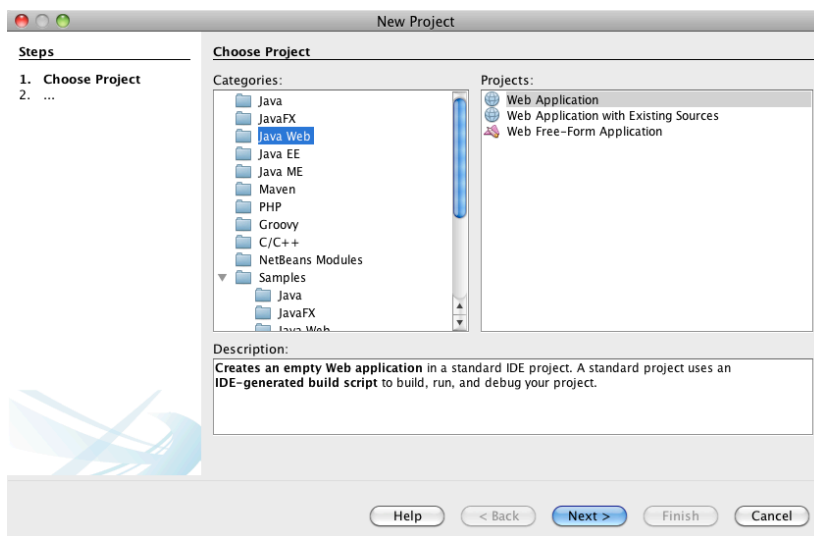 New Project
Steps
1. Choose Project
2. ...
Choose Project
Categories:
Java
JavaFX
Java Web
Java EE
Java ME
Maven
PHP
Groovy
C/C++
NetBeans Modules
Samples
Java
JavaFX
Java Web
Projects:
Web Application
Web Application with Existing Sources
Web Free-Form Application
Description:
Creates an empty Web application in a standard IDE project. A standard project uses an
IDE-generated build script to build, run, and debug your project.
Help
< Back
Next >
Finish
Cancel